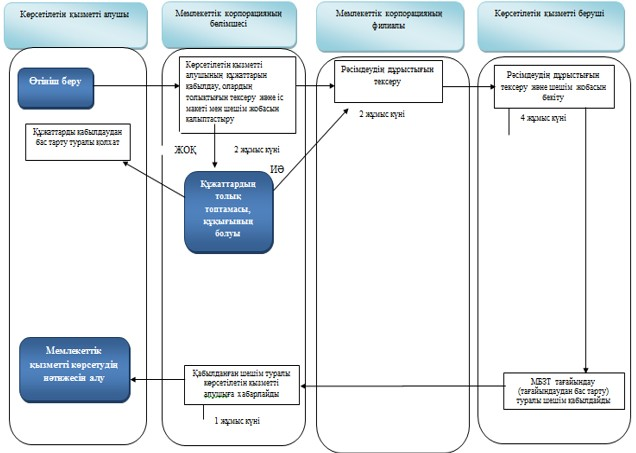 Көрсетілетін қызметті алушы
Мемлекеттік корпорацияның
бөлімшесі
Мемлекеттік корпорацияның
филиалы
Көрсетілетін қызметті беруші
Өтініш беру
Көрсетілетін қызметті
алушының құжаттарын
қабылдау, олардың
толықтығын тексеру және іс
макеті мен шешім жобасын
қалыптастыру
Рәсімдеудің дұрыстығын
тексеру
Рәсімдеудің дұрыстығын
тексеру және шешім жобасын
бекіту
2 жұмыс күні
4 жұмыс күні
Құжаттарды қабылдаудан
бас тарту туралы қолхат
ЖОҚ
2 жұмыс күні
ИӘ
Құжаттардың
толық
топтамасы,
құқығының
болуы
Мемлекеттік
қызметті көрсетудің
нәтижесін алу
Қабылданған шешім туралы
көрсетілетін қызметті
алушыға хабарлайды
1 жұмыс күні
МБЗТ тағайындау
(тағайындаудан бас тарту)
туралы шешім қабылдайды